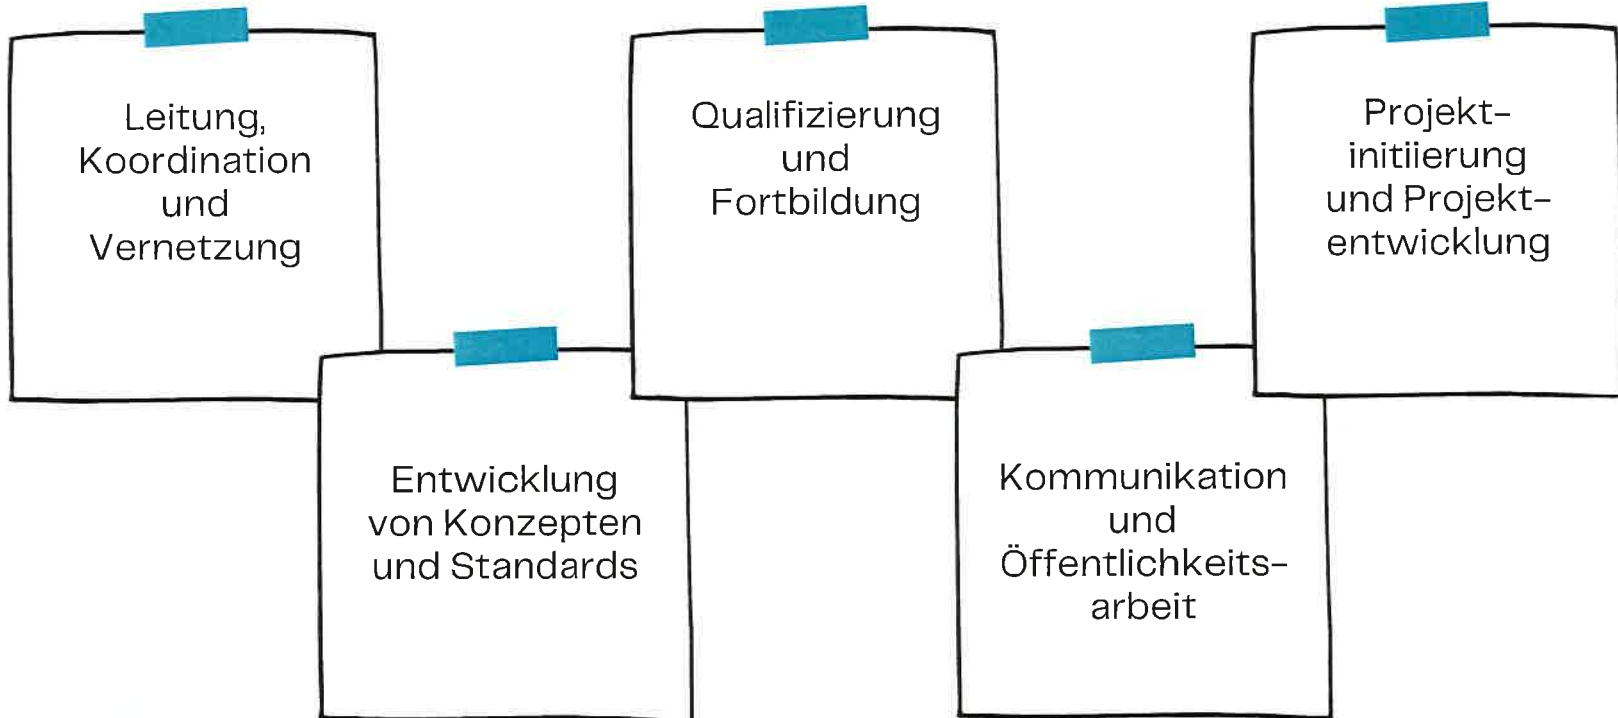 Leitung,
Koordination
und
Vernetzung
Entwicklung
von Konzepten
und Standards
Qualifizierung
und
Fortbildung
Kommunikation
und
Öffentlichkeits-
arbeit
Projekt-
initiierung
und Projekt-
entwicklung